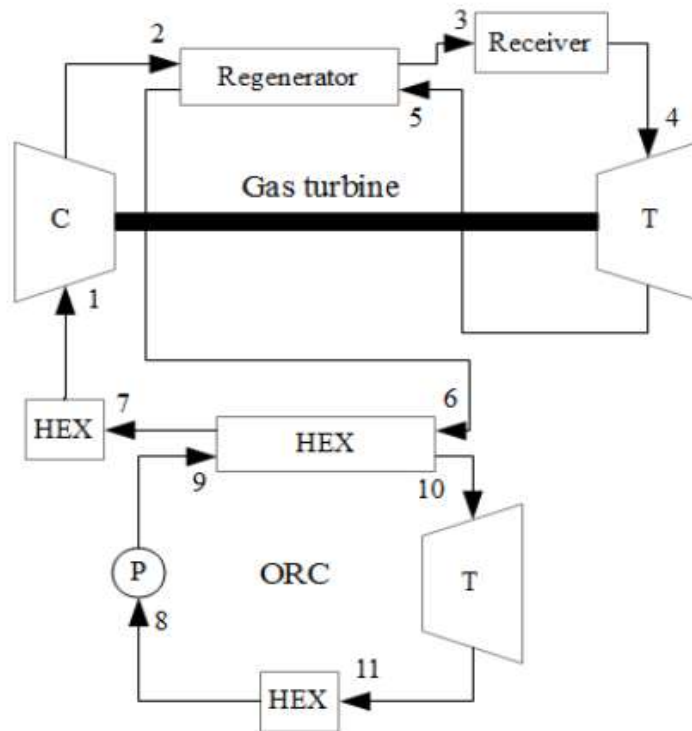 2
3
Receiver
Regenerator
5
4
Gas turbine
C
T
1
7
6
HEX
HEX
9
10
P
ORC
T
8
11
HEX